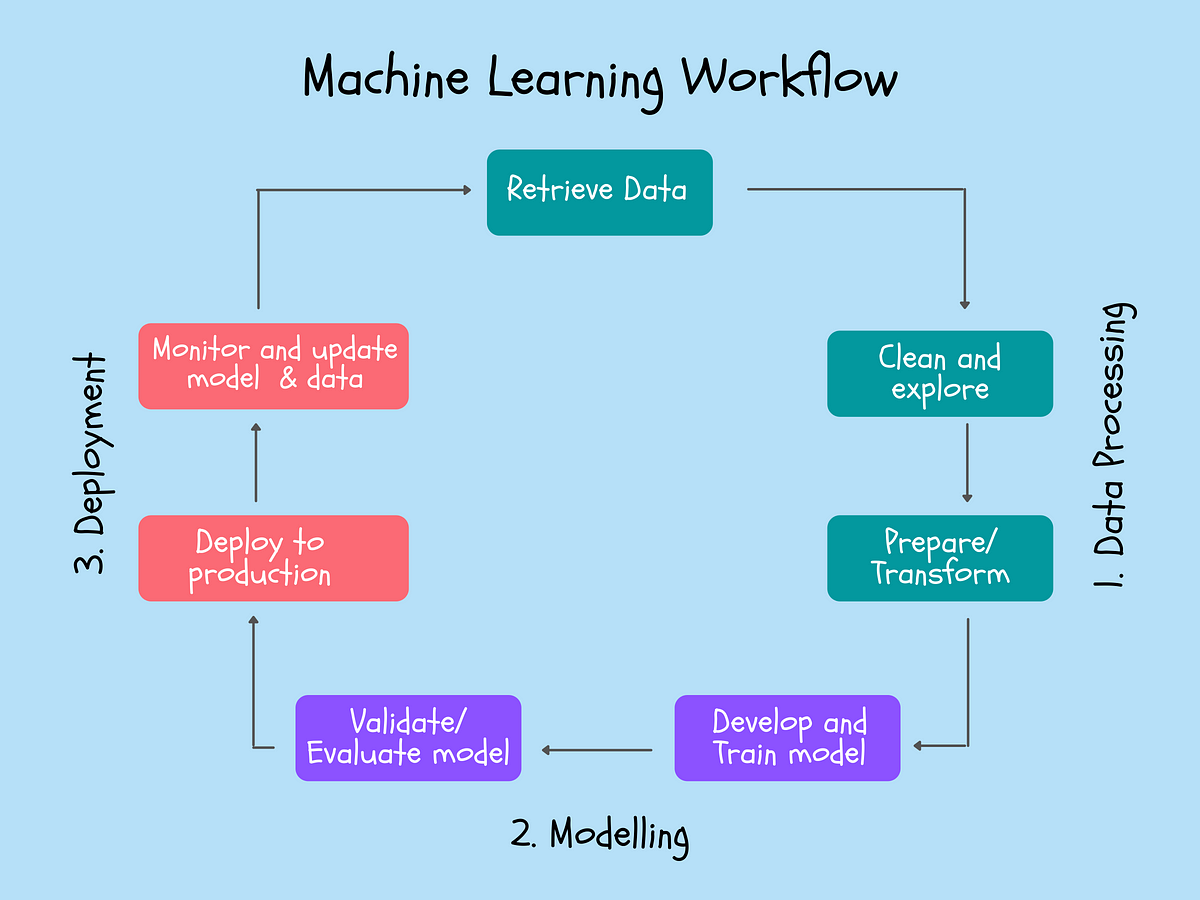 Machine Learning Workflow
Retrieve Data
Clean and
explore
Prepare/
Transform
1. Data Processing
Develop and
Train model
Validate/
Evaluate model
2. Modelling
Deploy to
production
Monitor and update
model & data
3. Deployment